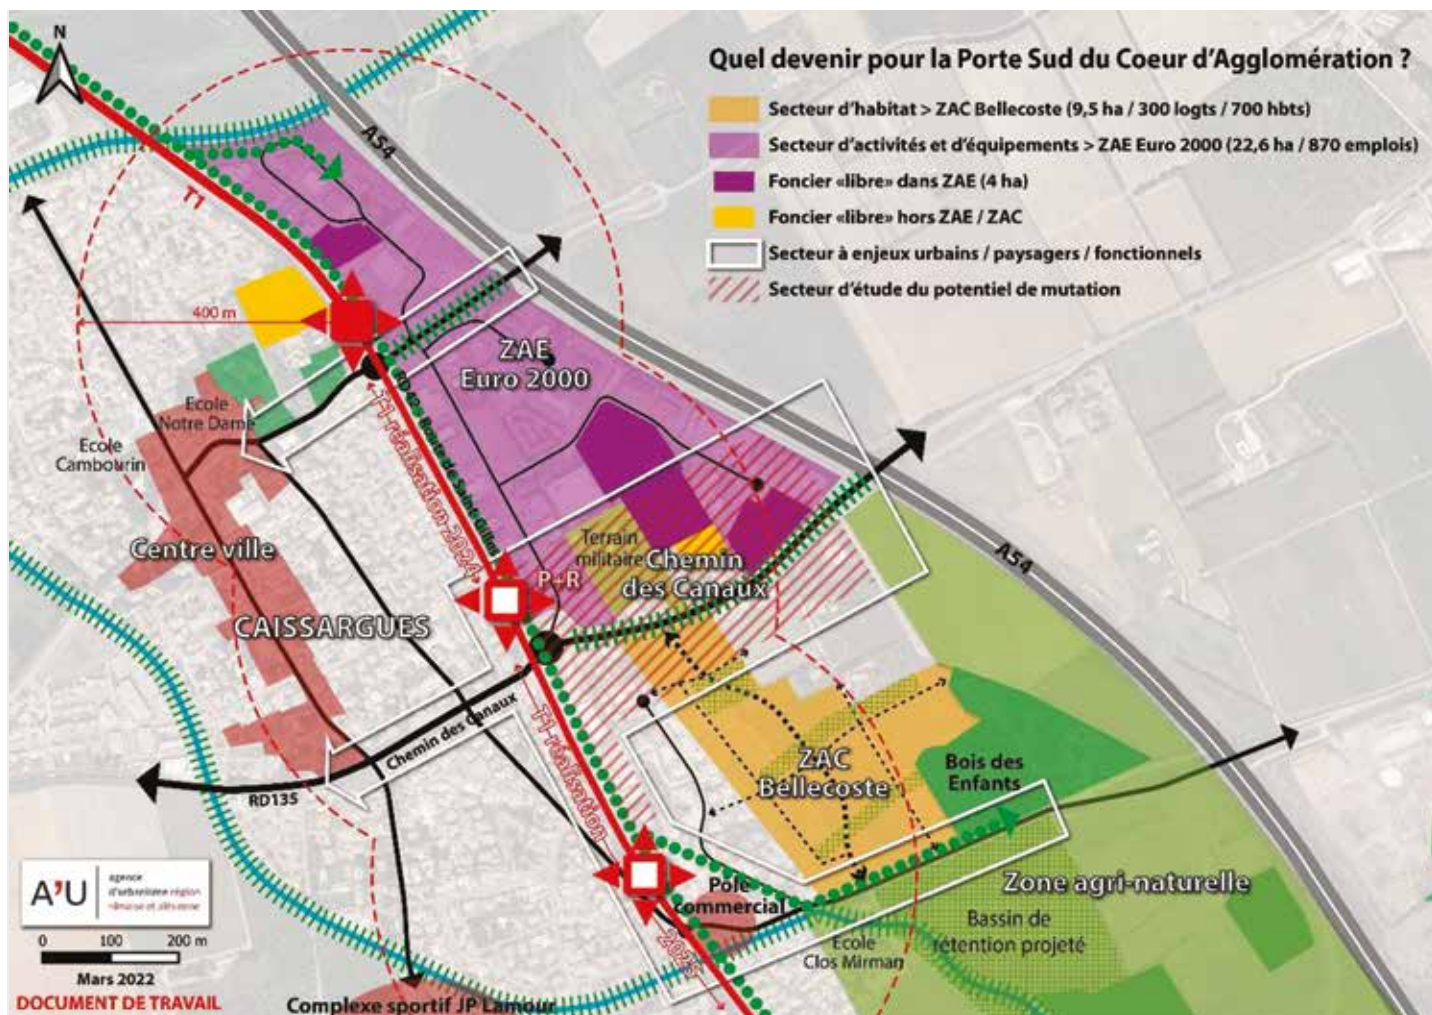 N
Quel devenir pour la Porte Sud du Coeur d'Agglomération ?
Secteur d'habitat > ZAC Bellecoste (9,5 ha / 300 logts / 700 hbts)
Secteur d'activités et d'équipements > ZAE Euro 2000 (22,6 ha / 870 emplois)
Foncier «libre» dans ZAE (4 ha)
Foncier «libre» hors ZAE / ZAC
Secteur à enjeux urbains / paysagers / fonctionnels
Secteur d'étude du potentiel de mutation
A54
T1
400 m
ZAE
Euro 2000
Ecole
Notre Dame
Ecole
Cambourin
RD42 - Route de Saint Gilles
T1 réalisation 2024
Centre ville
Terrain
militaire
Chemin
des Canaux
P+R
A54
CAISSARGUES
Chemin des Canaux
RD135
T1 réalisation
2025
ZAC
Bellecoste
Bois des
Enfants
Zone agri-naturelle
Pole
commercial
Bassin de
rétention projeté
Ecole
Clos Mirman
A'U
agence
d'urbanisme région
nîmoise et alésienne
0 100 200 m
Mars 2022
DOCUMENT DE TRAVAIL
Complexe sportif JP Lamour